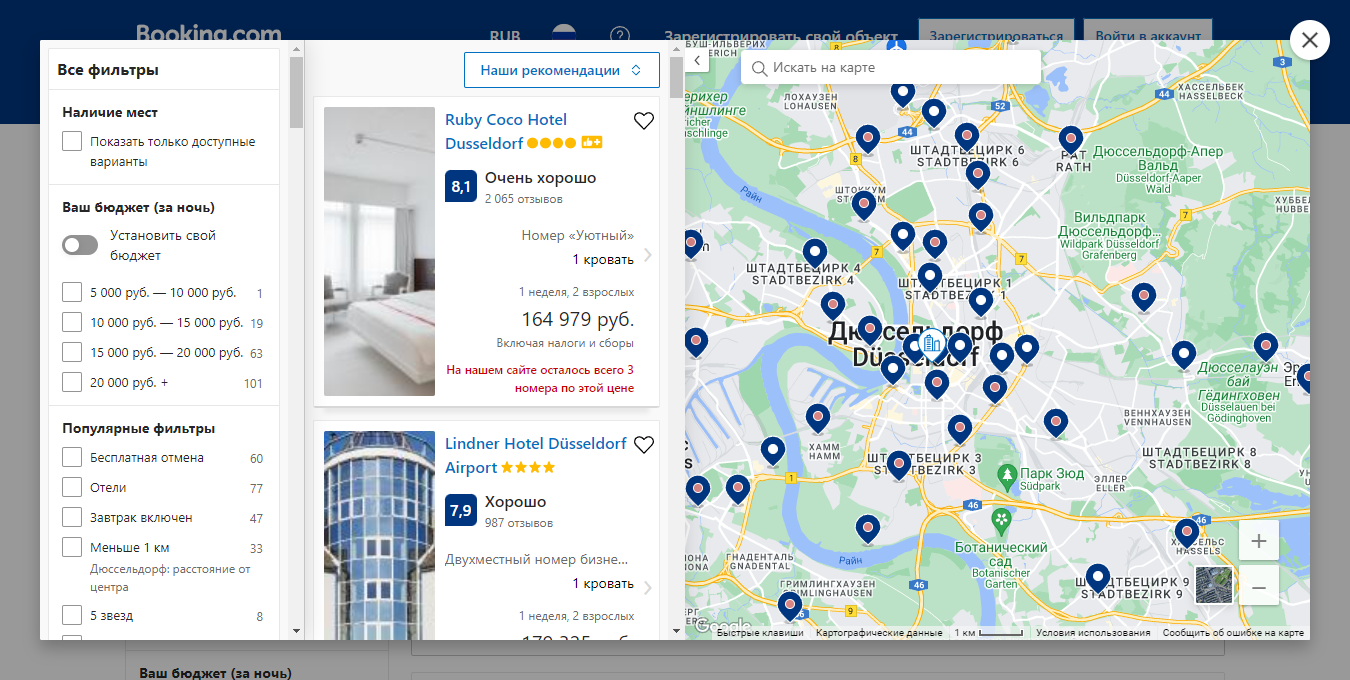 Booking.com
RUB
Зарегистрировать свой объект
Зарегистрироваться
Войти в аккаунт
Все фильтры
Наличие мест
Показать только доступные
варианты
Ваш бюджет (за ночь)
Установить свой
бюджет
5 000 руб. — 10 000 руб. 1
10 000 руб. — 15 000 руб. 19
15 000 руб. — 20 000 руб. 63
20 000 руб. + 101
Популярные фильтры
Бесплатная отмена 60
Отели 77
Завтрак включен 47
Меньше 1 км 33
Дюссельдорф: расстояние от
центра
5 звезд 8
Наши рекомендации
Ruby Coco Hotel
Dusseldorf
8,1 Очень хорошо
2 065 отзывов
Номер «Уютный»
1 кровать
1 неделя, 2 взрослых
164 979 руб.
Включая налоги и сборы
На нашем сайте осталось всего 3
номера по этой цене
Lindner Hotel Düsseldorf
Airport
7,9 Хорошо
987 отзывов
Двухместный номер бизне...
1 кровать
1 неделя, 2 взрослых
Искать на карте
ЛОХАУЗЕН
LOHAUSEN
52
44
44
3
ХАССЕЛЬБЕК
HASSELBECK
8
8
ШТАДТБЕЦИРК 6
STADTBEZIRK 6
РАТ
RATH
Дюссельдорф-Апер
Вальд
Düsseldorf-Aaper
Wald
Райн
ШТОККУМ
7
7
7
Вильдпарк
Дюссельдорф...
Wildpark Düsseldorf
Grafenberg
ШТАДТБЕЦИРК 4
STADTBEZIRK 4
ШТАДТБЕЦИРК 1
STADTBEZIRK 1
Дюссельдорф
Düsseldorf
Дюсселауэн
бай
Гёдингховен
Düsselauen bei
Gödinghoven
ВЕННХАУЗЕН
VENNHAUSEN
ХАММ
HAMM
ШТАДТБЕЦИРК 3
STADTBEZIRK 3
ШТАДТБЕЦИРК 8
STADTBEZIRK 8
1
Парк Зюд
Südpark
ЭЛЛЕР
ELLER
46
46
46
Ботанический
сад
Botanischer
Garten
Райн
ГНАДЕНТАЛЬ
GNADENTAL
ГРИМЛИНГХАУЗЕН
GRIMLINGHAUSEN
9
HASSELS
ШТАДТБЕЦИРК 9
STADTBEZIRK 9
Google
Быстрые клавиши
Картографические данные
1 км
Условия использования
Сообщить об ошибке на карте
Ваш бюджет (за ночь)